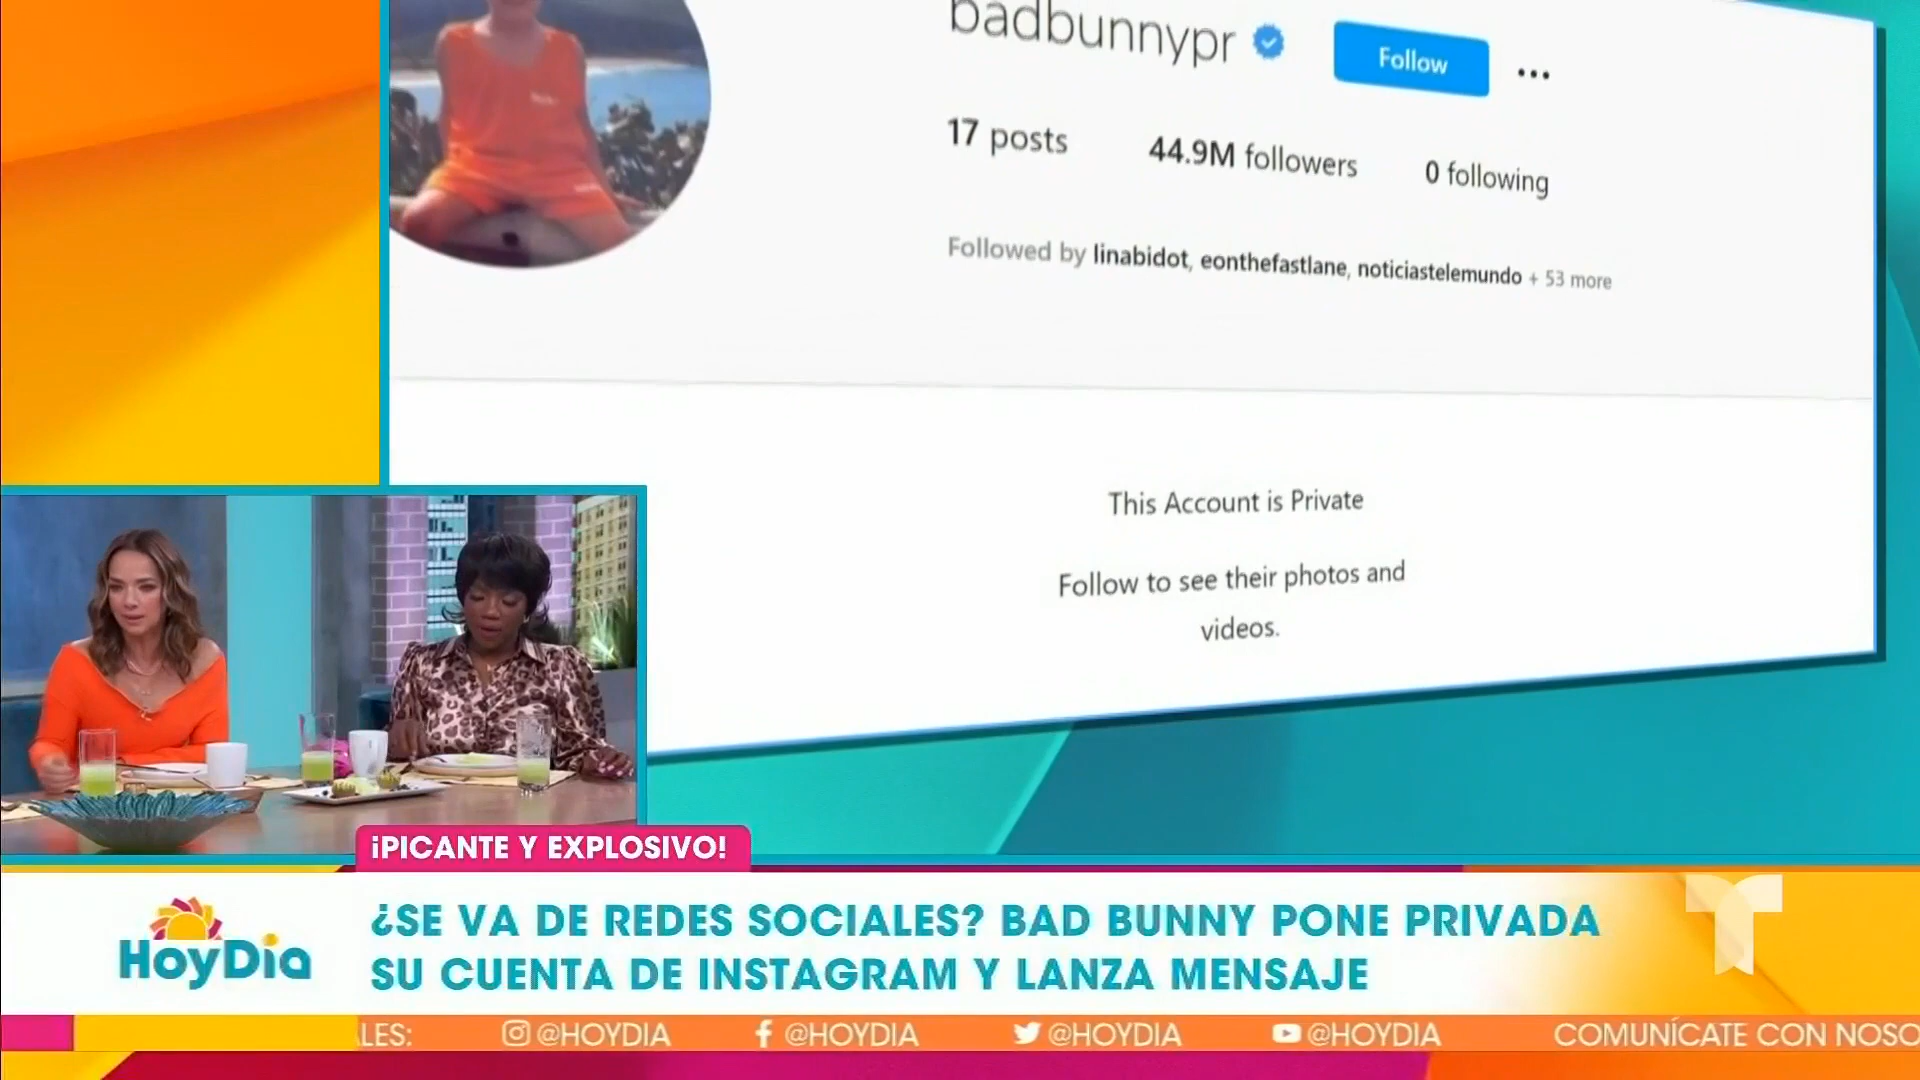 badbunnypr
Follow
17 posts
44.9M followers
0 following
Followed by linabidot, eonthefastlane, noticiastelemundo + 53 more
This Account is Private
Follow to see their photos and
videos.
¡PICANTE Y EXPLOSIVO!
HoyDía
¿SE VA DE REDES SOCIALES? BAD BUNNY PONE PRIVADA
SU CUENTA DE INSTAGRAM Y LANZA MENSAJE
LES: @HOYDIA @HOYDIA @HOYDIA @HOYDIA COMUNÍCATE CON NOSO